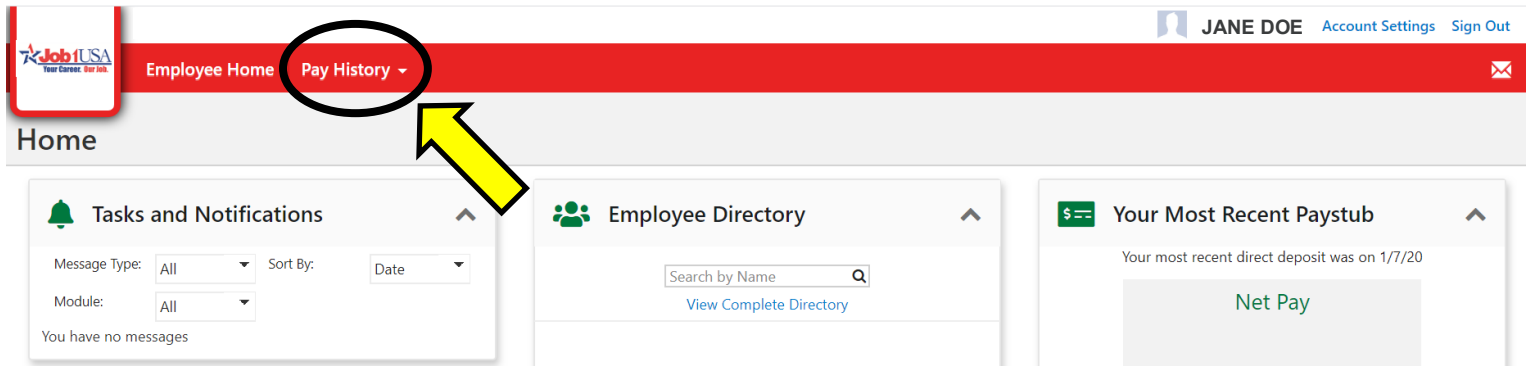 JANE DOE Account Settings Sign Out
Job1USA
Your Career. Our Job.
Employee Home Pay History
Home
Tasks and Notifications
Message Type: All Sort By: Date
Module: All
You have no messages
Employee Directory
Search by Name
View Complete Directory
$
Your Most Recent Paystub
Your most recent direct deposit was on 1/7/20
Net Pay